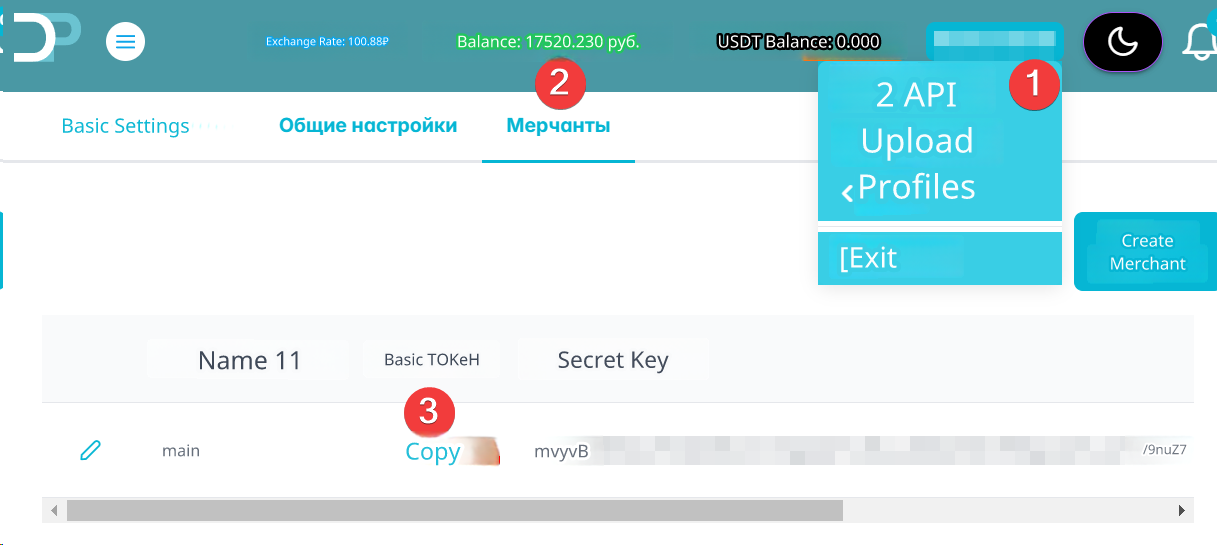 DP
Exchange Rate: 100.88₽
Balance: 17520.230 руб.
USDT Balance: 0.000
2
1
2 API
Upload
Profiles
[Exit
Basic Settings
Общие настройки
Мерчанты
Create
Merchant
Name 11
Basic TOKeH
Secret Key
3
main
Copy
mvyvB
/9nuZ7